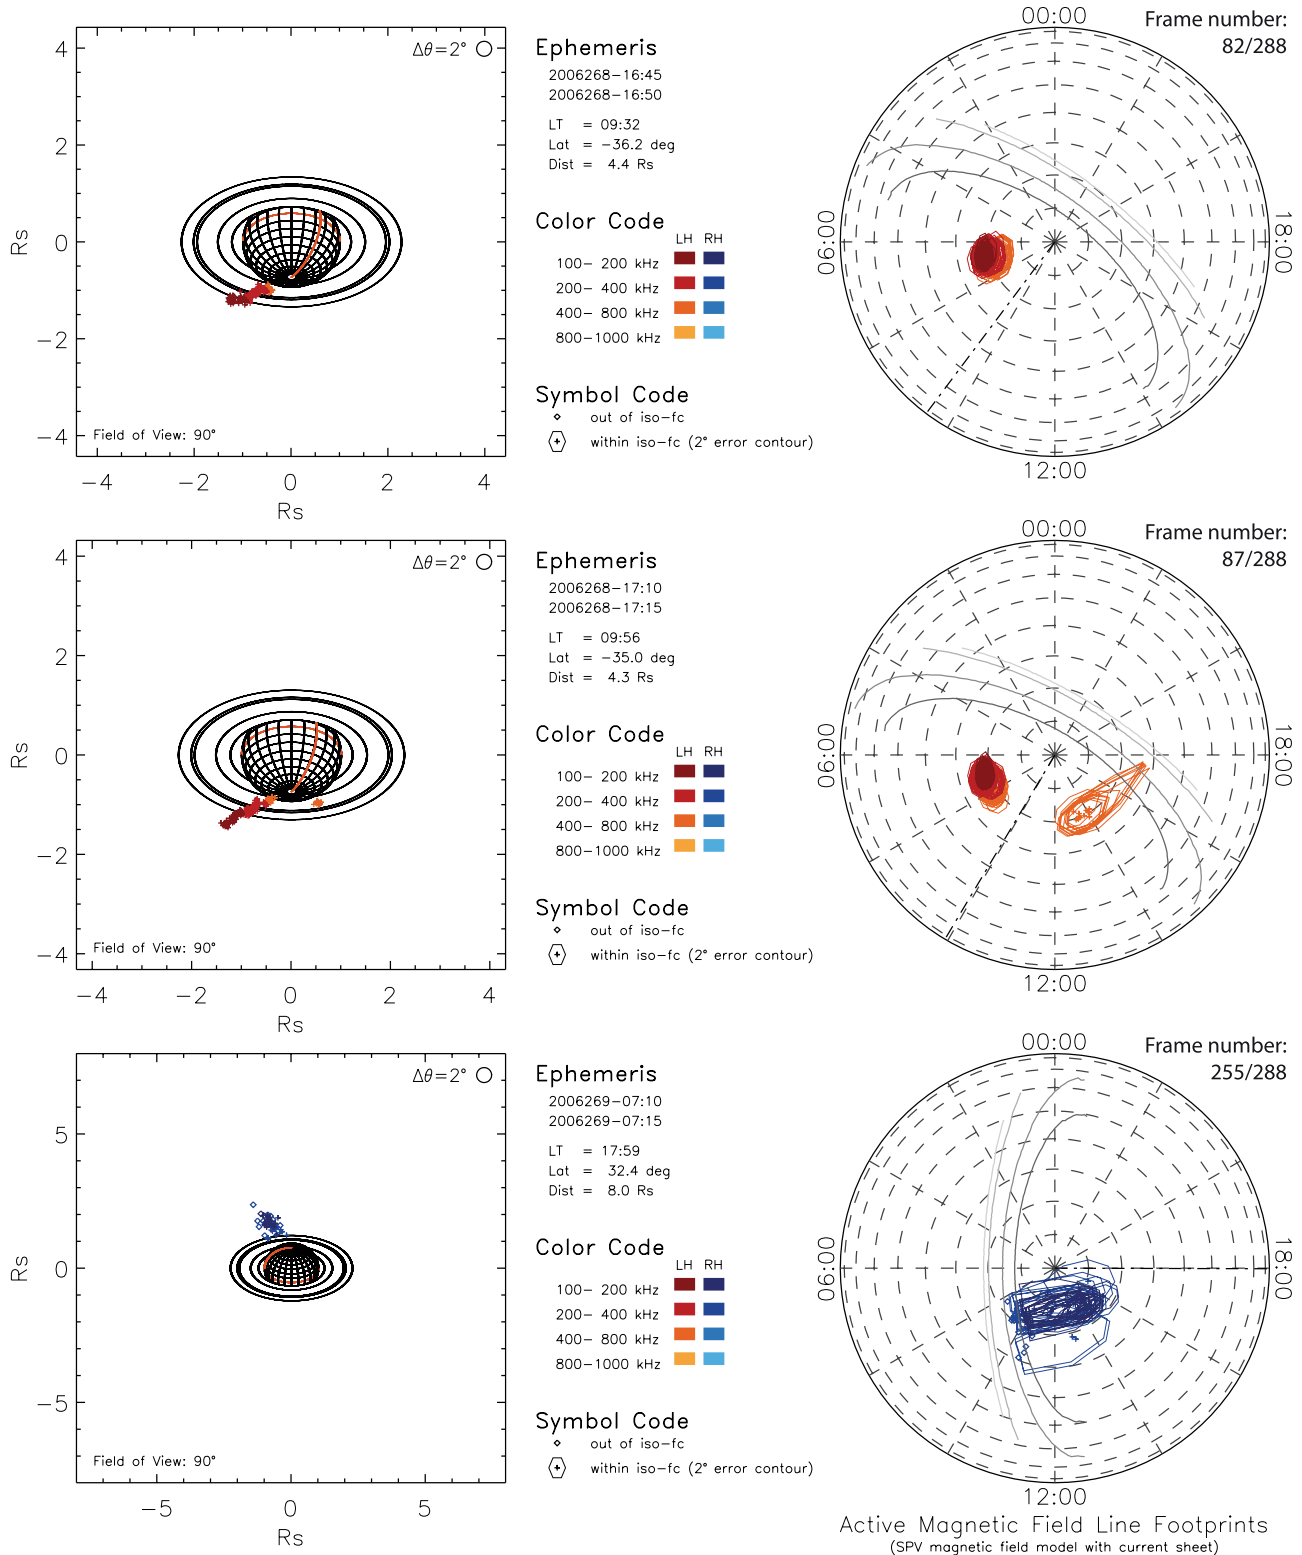 Δθ=2°
4
2
0
−2
−4
Rs
Field of View: 90°
−4
−2
0
2
4
Rs
Ephemeris
2006268−16:45
2006268−16:50
LT = 09:32
Lat = −36.2 deg
Dist = 4.4 Rs
Color Code
LH RH
100− 200 kHz
200− 400 kHz
400− 800 kHz
800−1000 kHz
Symbol Code
out of iso−fc
within iso−fc (2° error contour)
00:00
Frame number:
82/288
06:00
18:00
12:00
Δθ=2°
4
2
0
−2
−4
Rs
Field of View: 90°
−4
−2
0
2
4
Rs
Ephemeris
2006268−17:10
2006268−17:15
LT = 09:56
Lat = −35.0 deg
Dist = 4.3 Rs
Color Code
LH RH
100− 200 kHz
200− 400 kHz
400− 800 kHz
800−1000 kHz
Symbol Code
out of iso−fc
within iso−fc (2° error contour)
00:00
Frame number:
87/288
06:00
18:00
12:00
Δθ=2°
5
0
−5
Rs
Field of View: 90°
−5
0
5
Rs
Ephemeris
2006269−07:10
2006269−07:15
LT = 17:59
Lat = 32.4 deg
Dist = 8.0 Rs
Color Code
LH RH
100− 200 kHz
200− 400 kHz
400− 800 kHz
800−1000 kHz
Symbol Code
out of iso−fc
within iso−fc (2° error contour)
00:00
Frame number:
255/288
06:00
18:00
12:00
Active Magnetic Field Line Footprints
(SPV magnetic field model with current sheet)